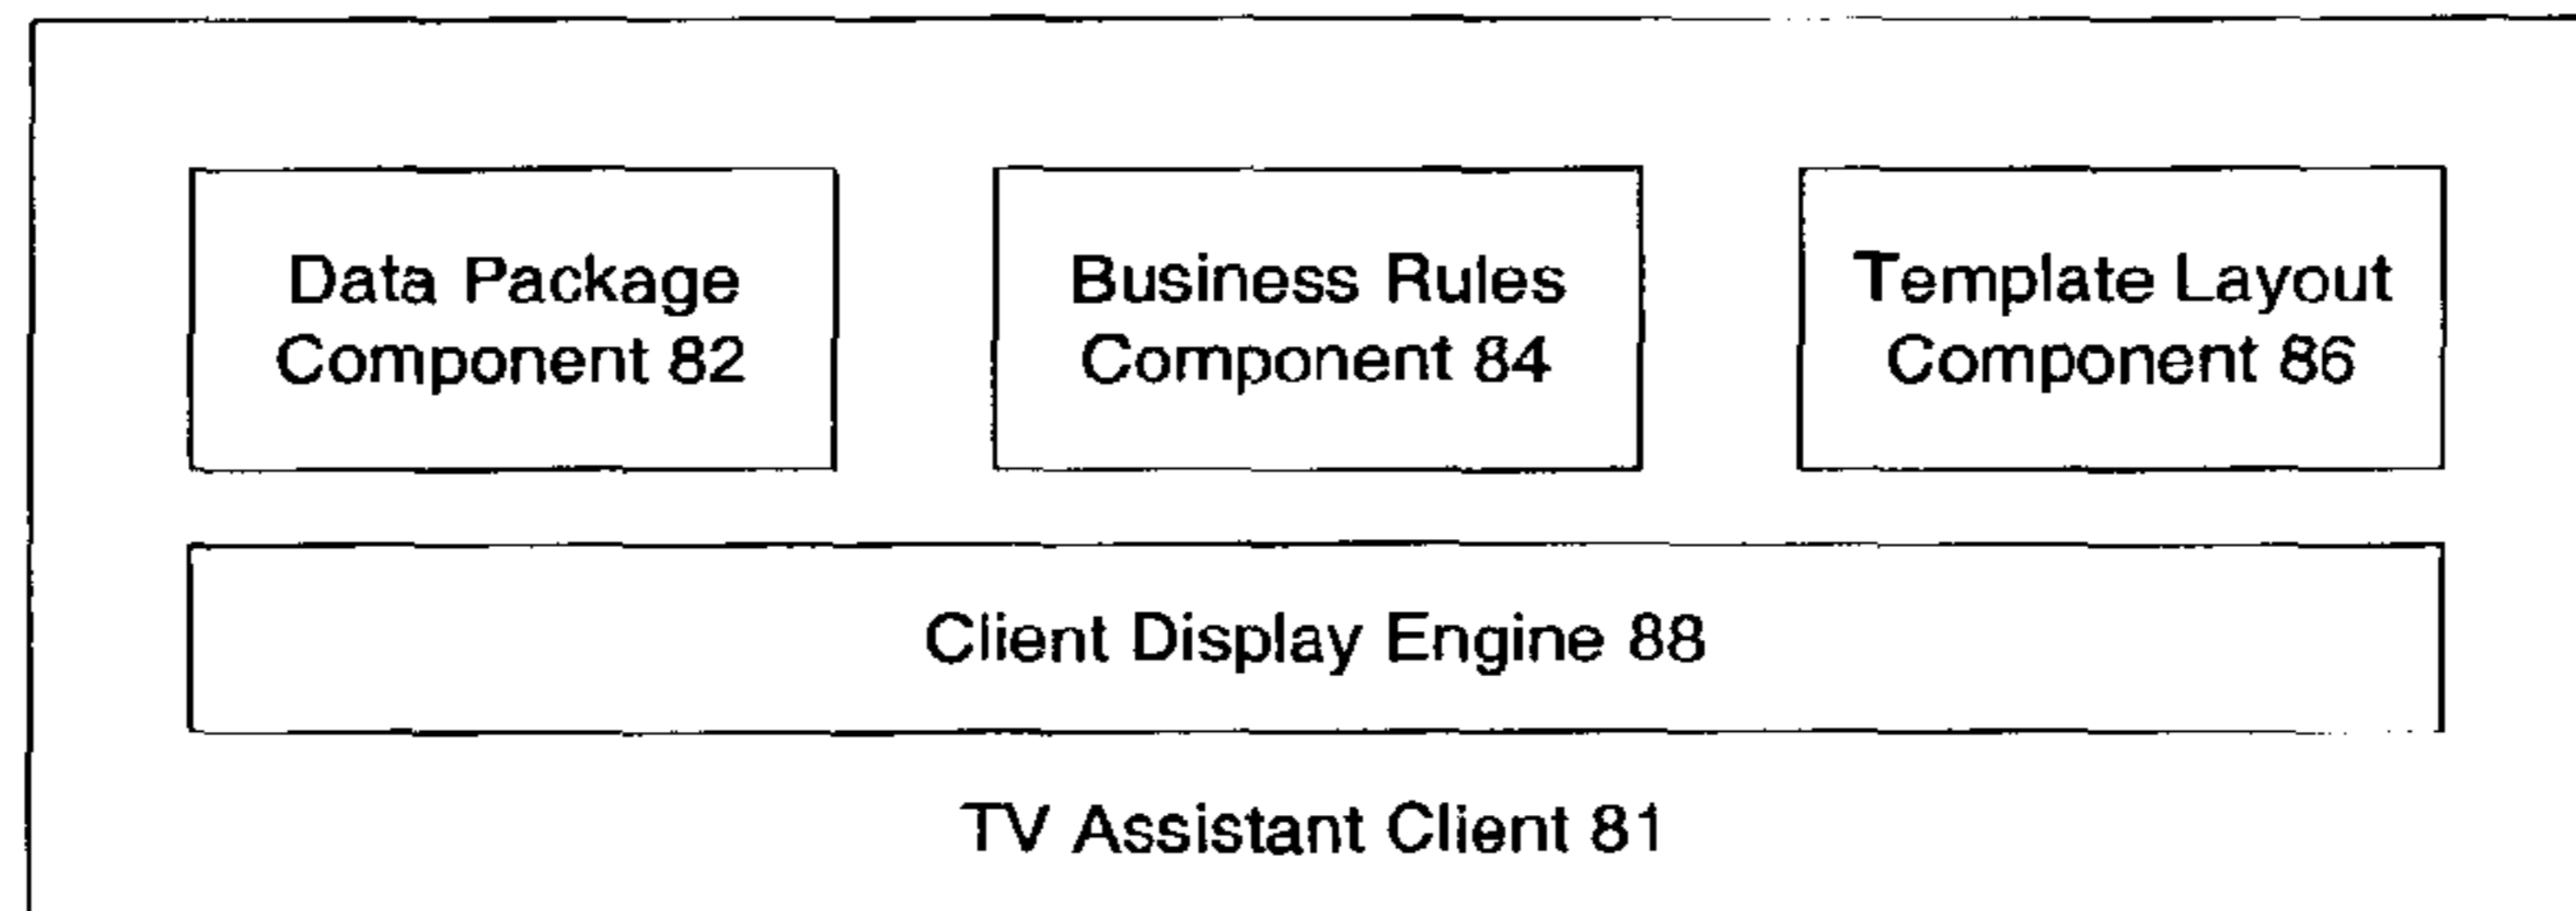 Data Package
Component 82
Business Rules
Component 84
Template Layout
Component 86
Client Display Engine 88
TV Assistant Client 81